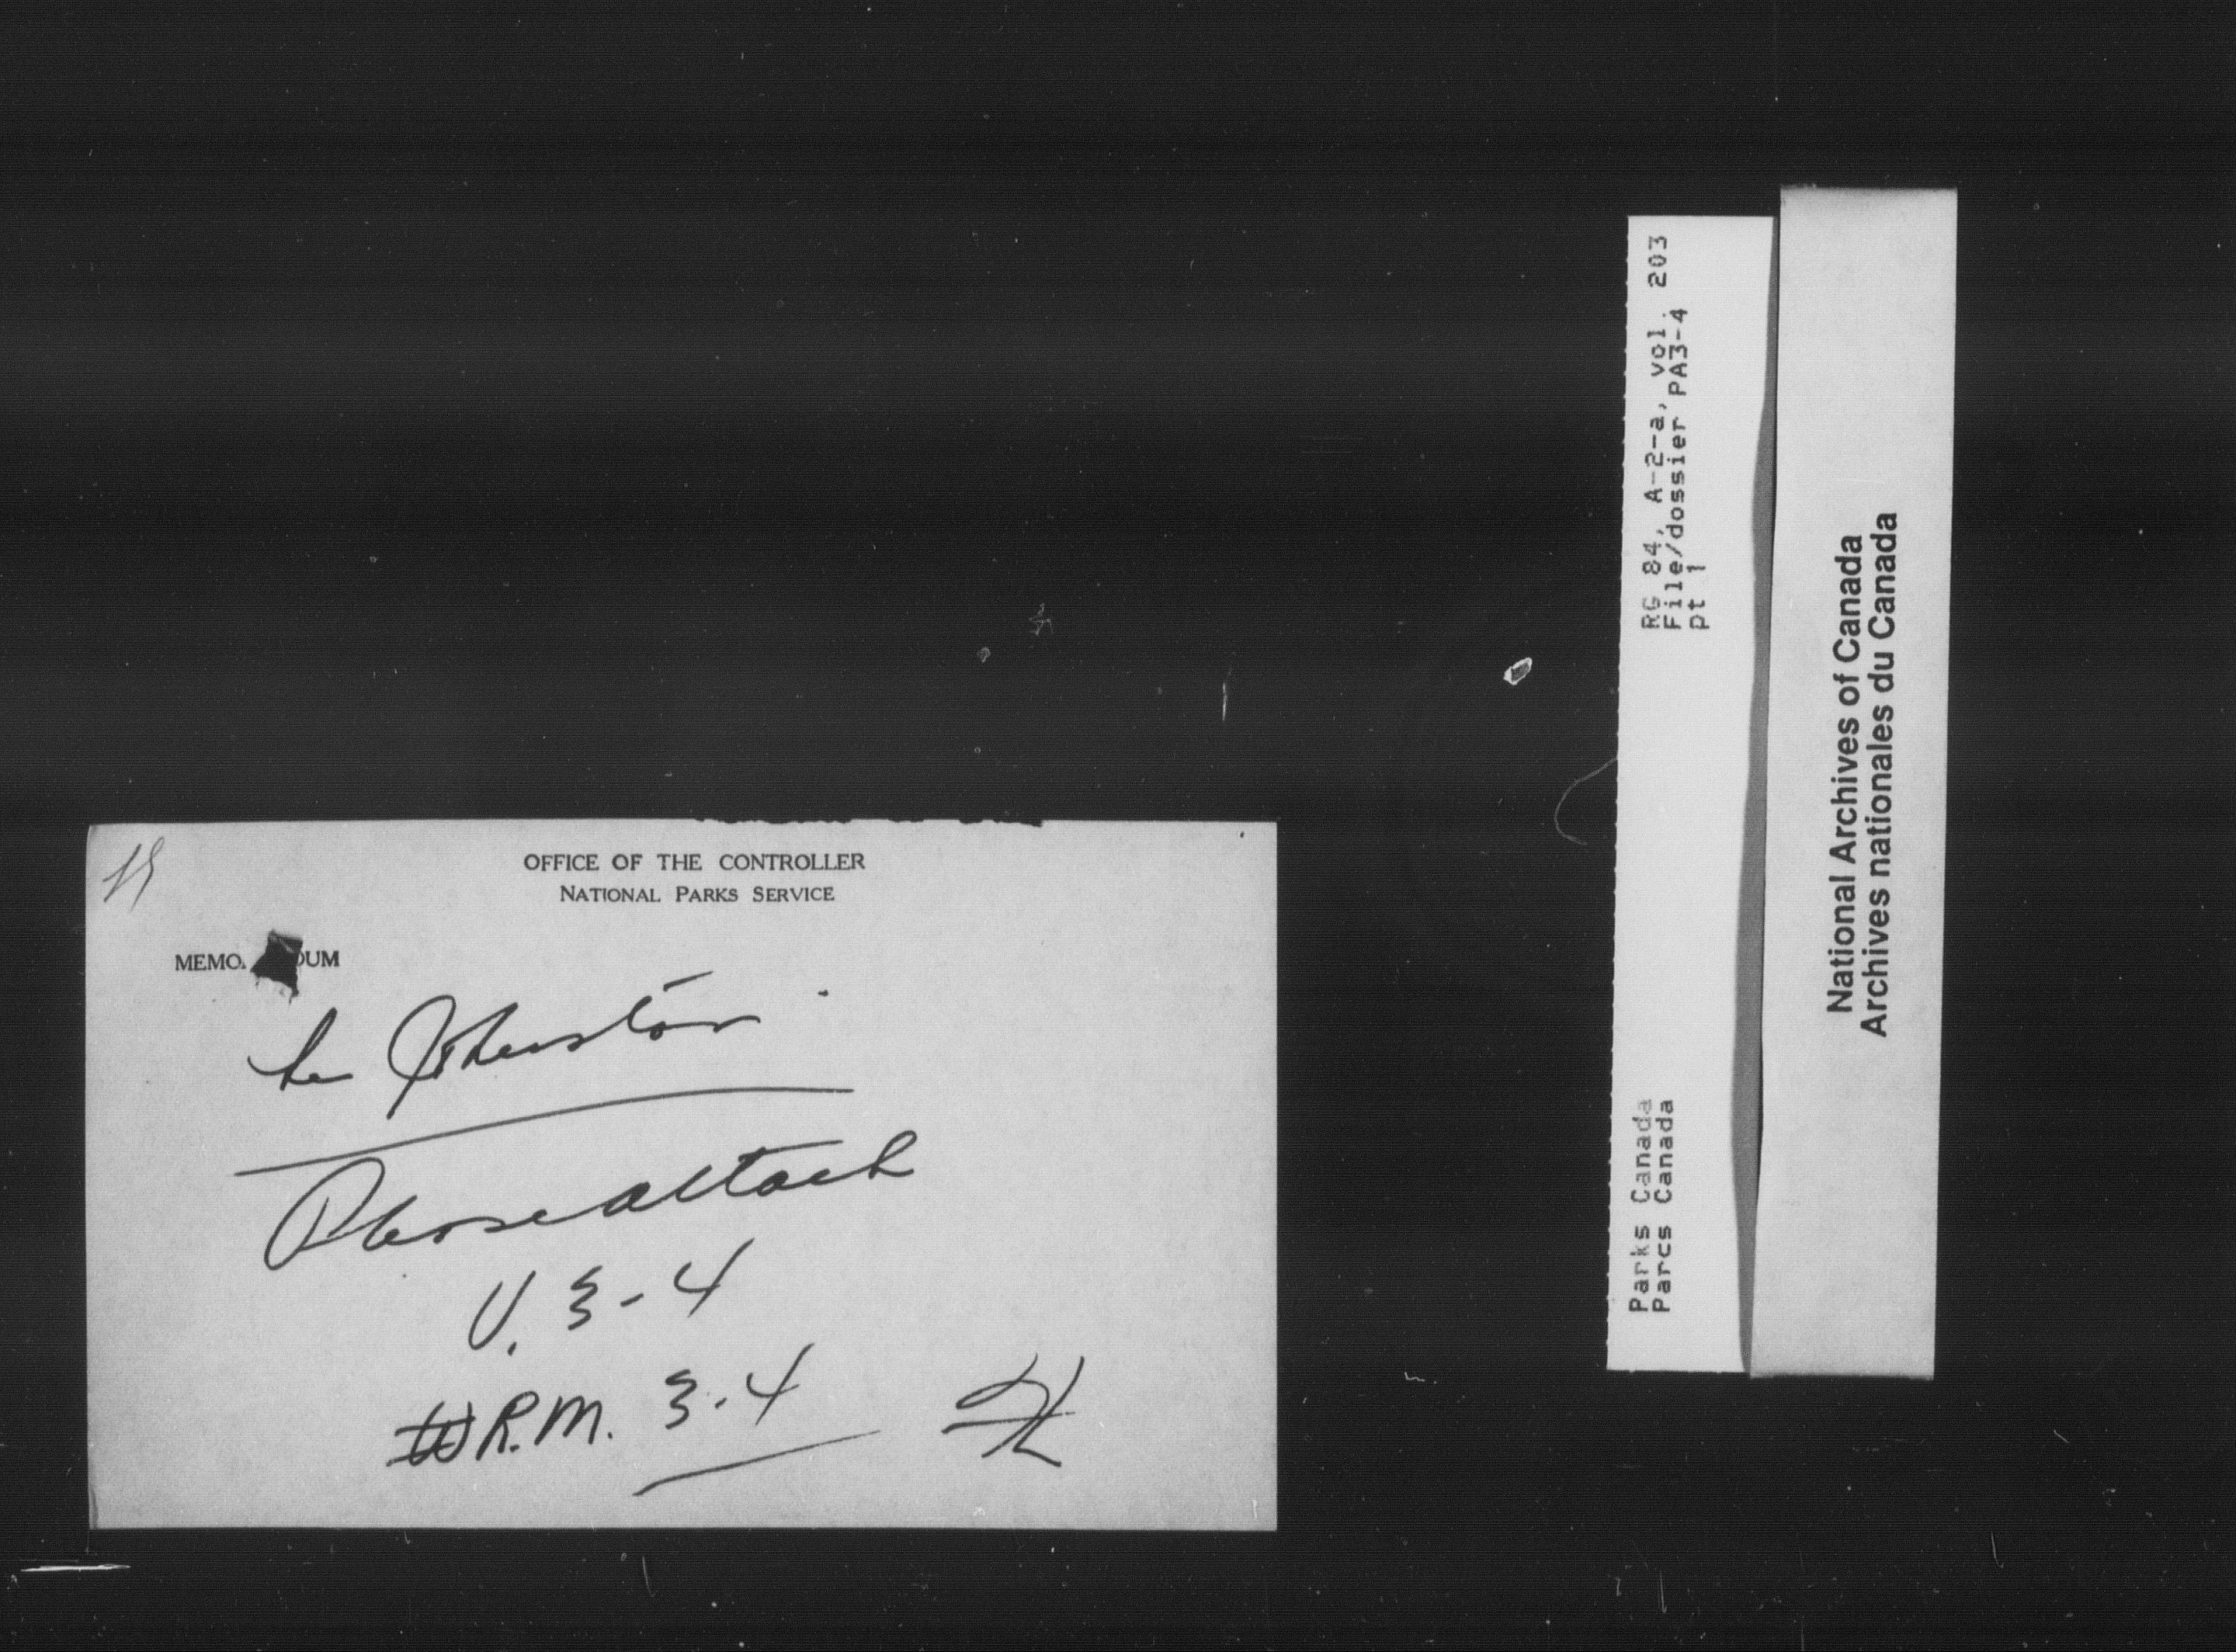 OFFICE OF THE CONTROLLER
NATIONAL PARKS SERVICE
MEMO DUM
Johnston
Please attach
U. 3-4
R.M. 3-4
RG 84, A-2-a, vol. 203
File/dossier PA3-4
pt 1
Parks Canada
Parcs Canada
National Archives of Canada
Archives nationales du Canada